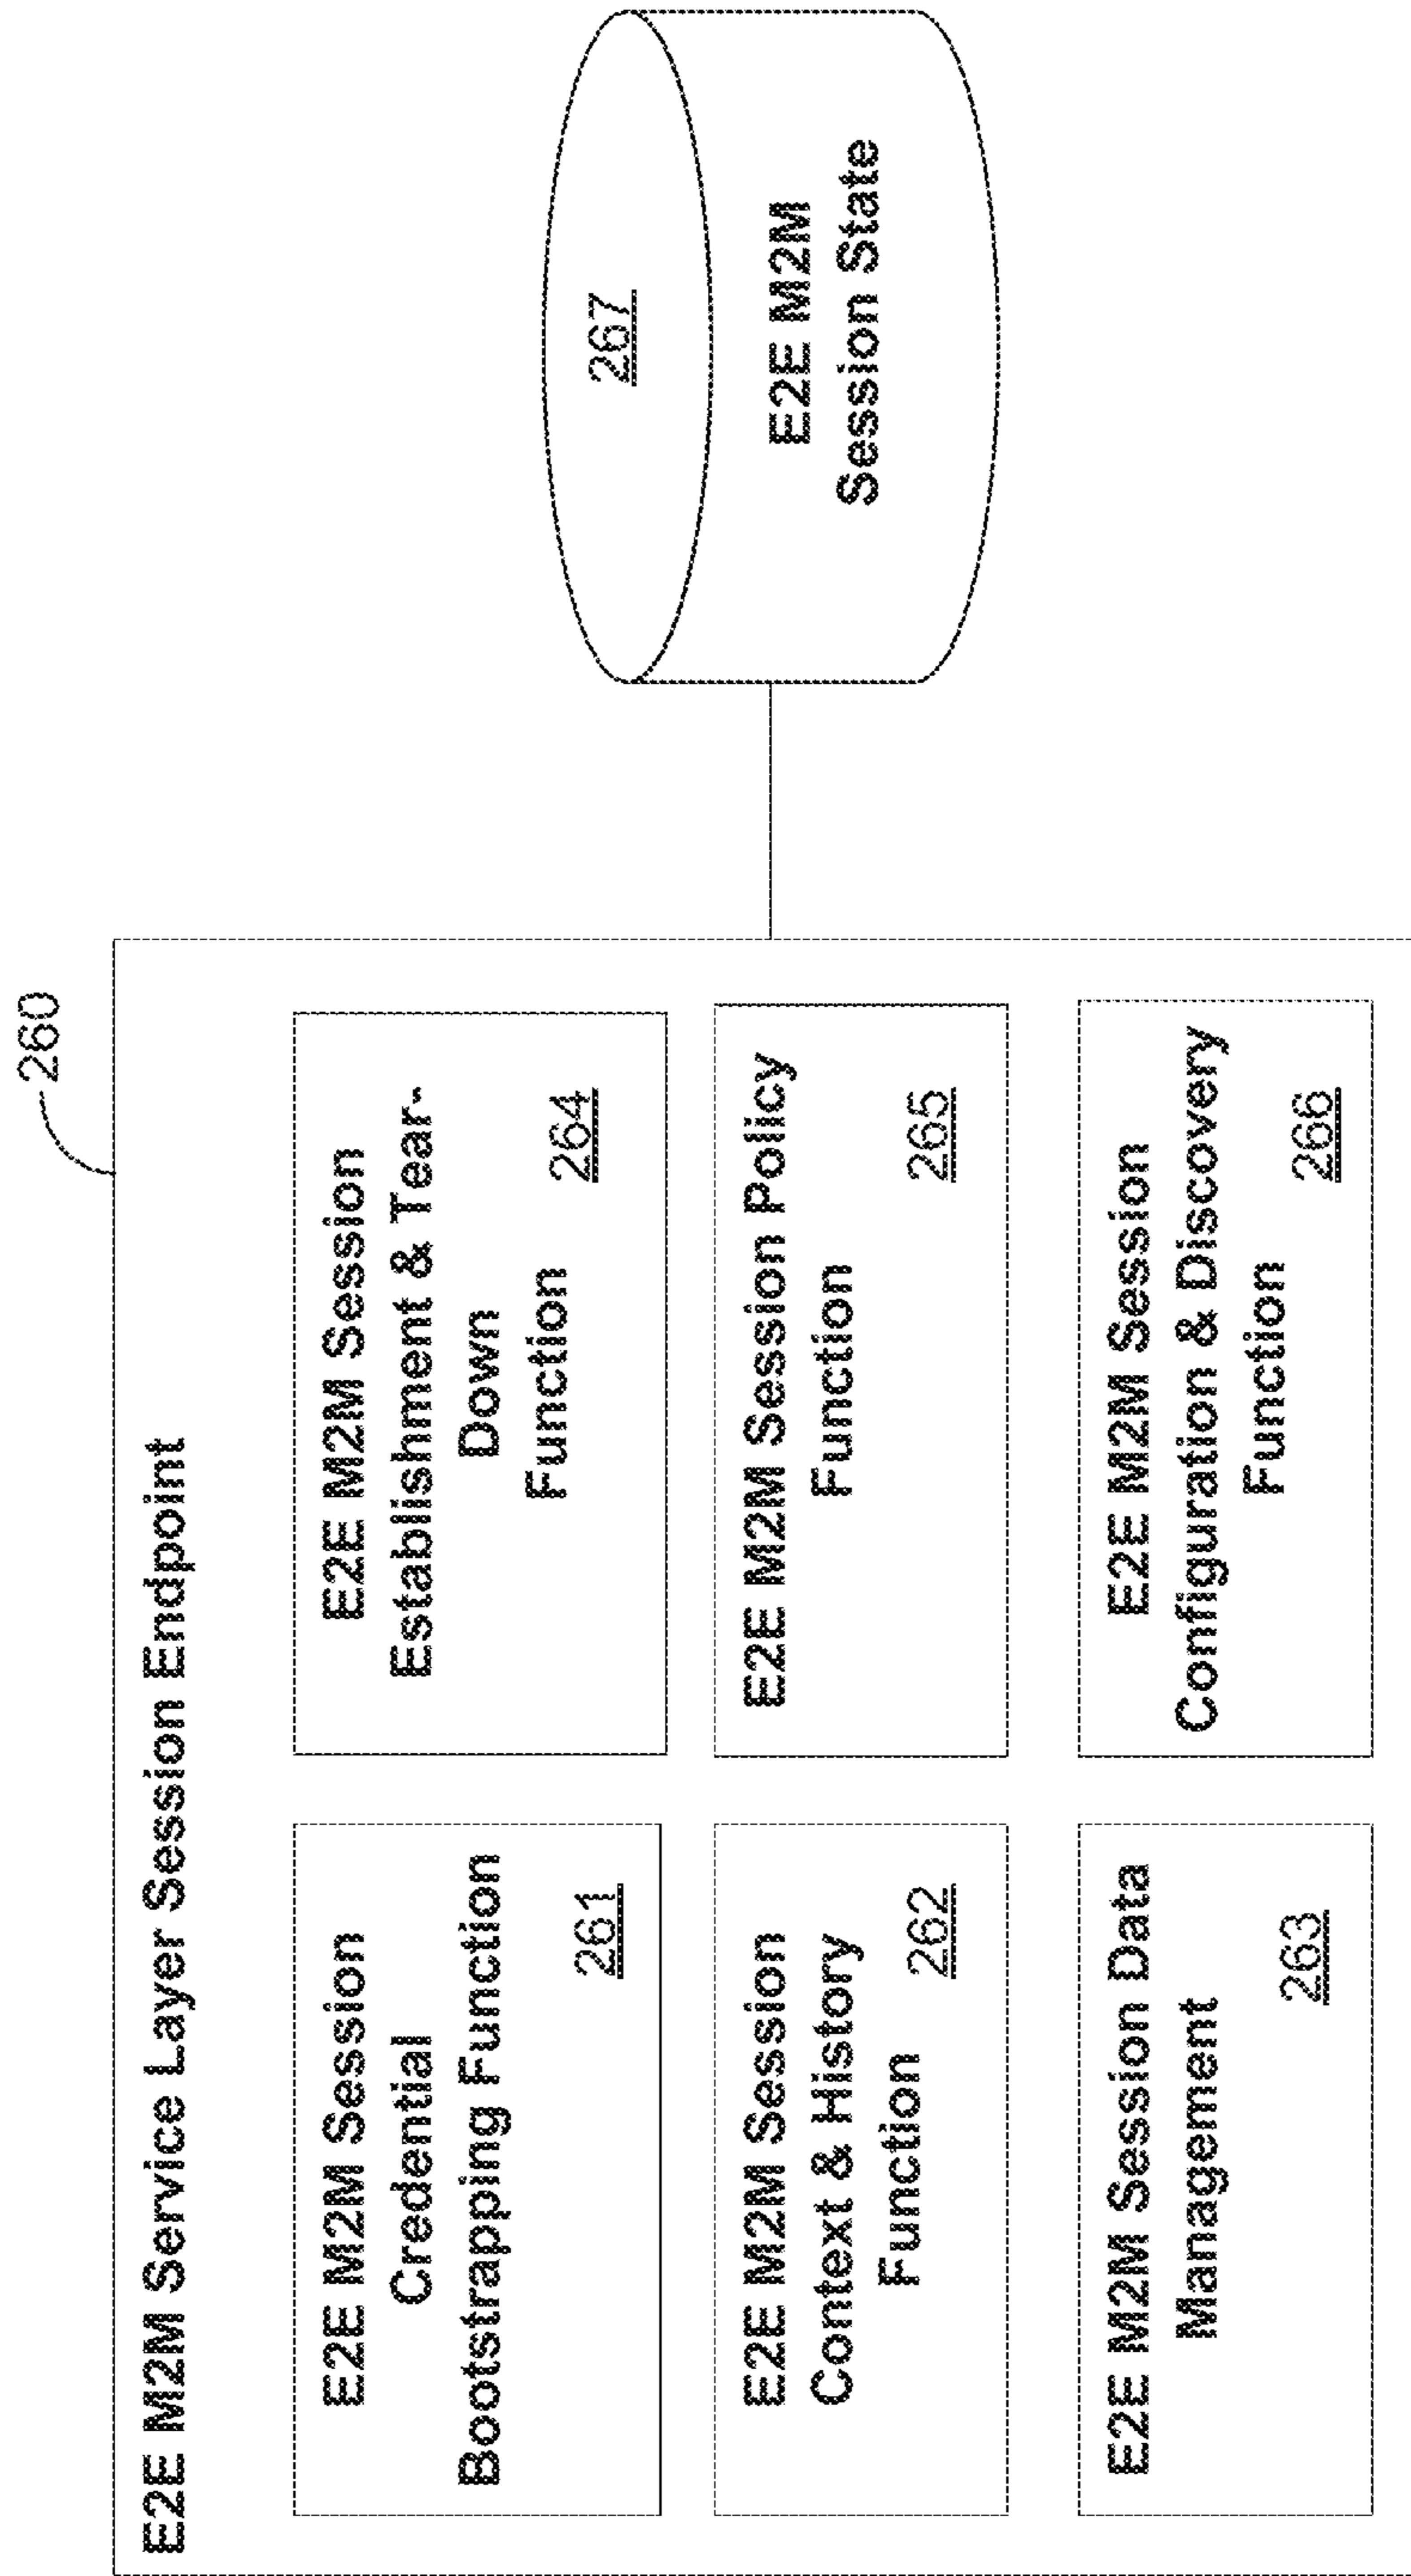 260
E2E M2M Service Layer Session Endpoint
E2E M2M Session
Credential
Bootstrapping Function
261
E2E M2M Session
Establishment & Tear-
Down
Function
264
E2E M2M Session
Context & History
Function
262
E2E M2M Session Policy
Function
265
E2E M2M Session Data
Management
263
E2E M2M Session
Configuration & Discovery
Function
266
267
E2E M2M
Session State